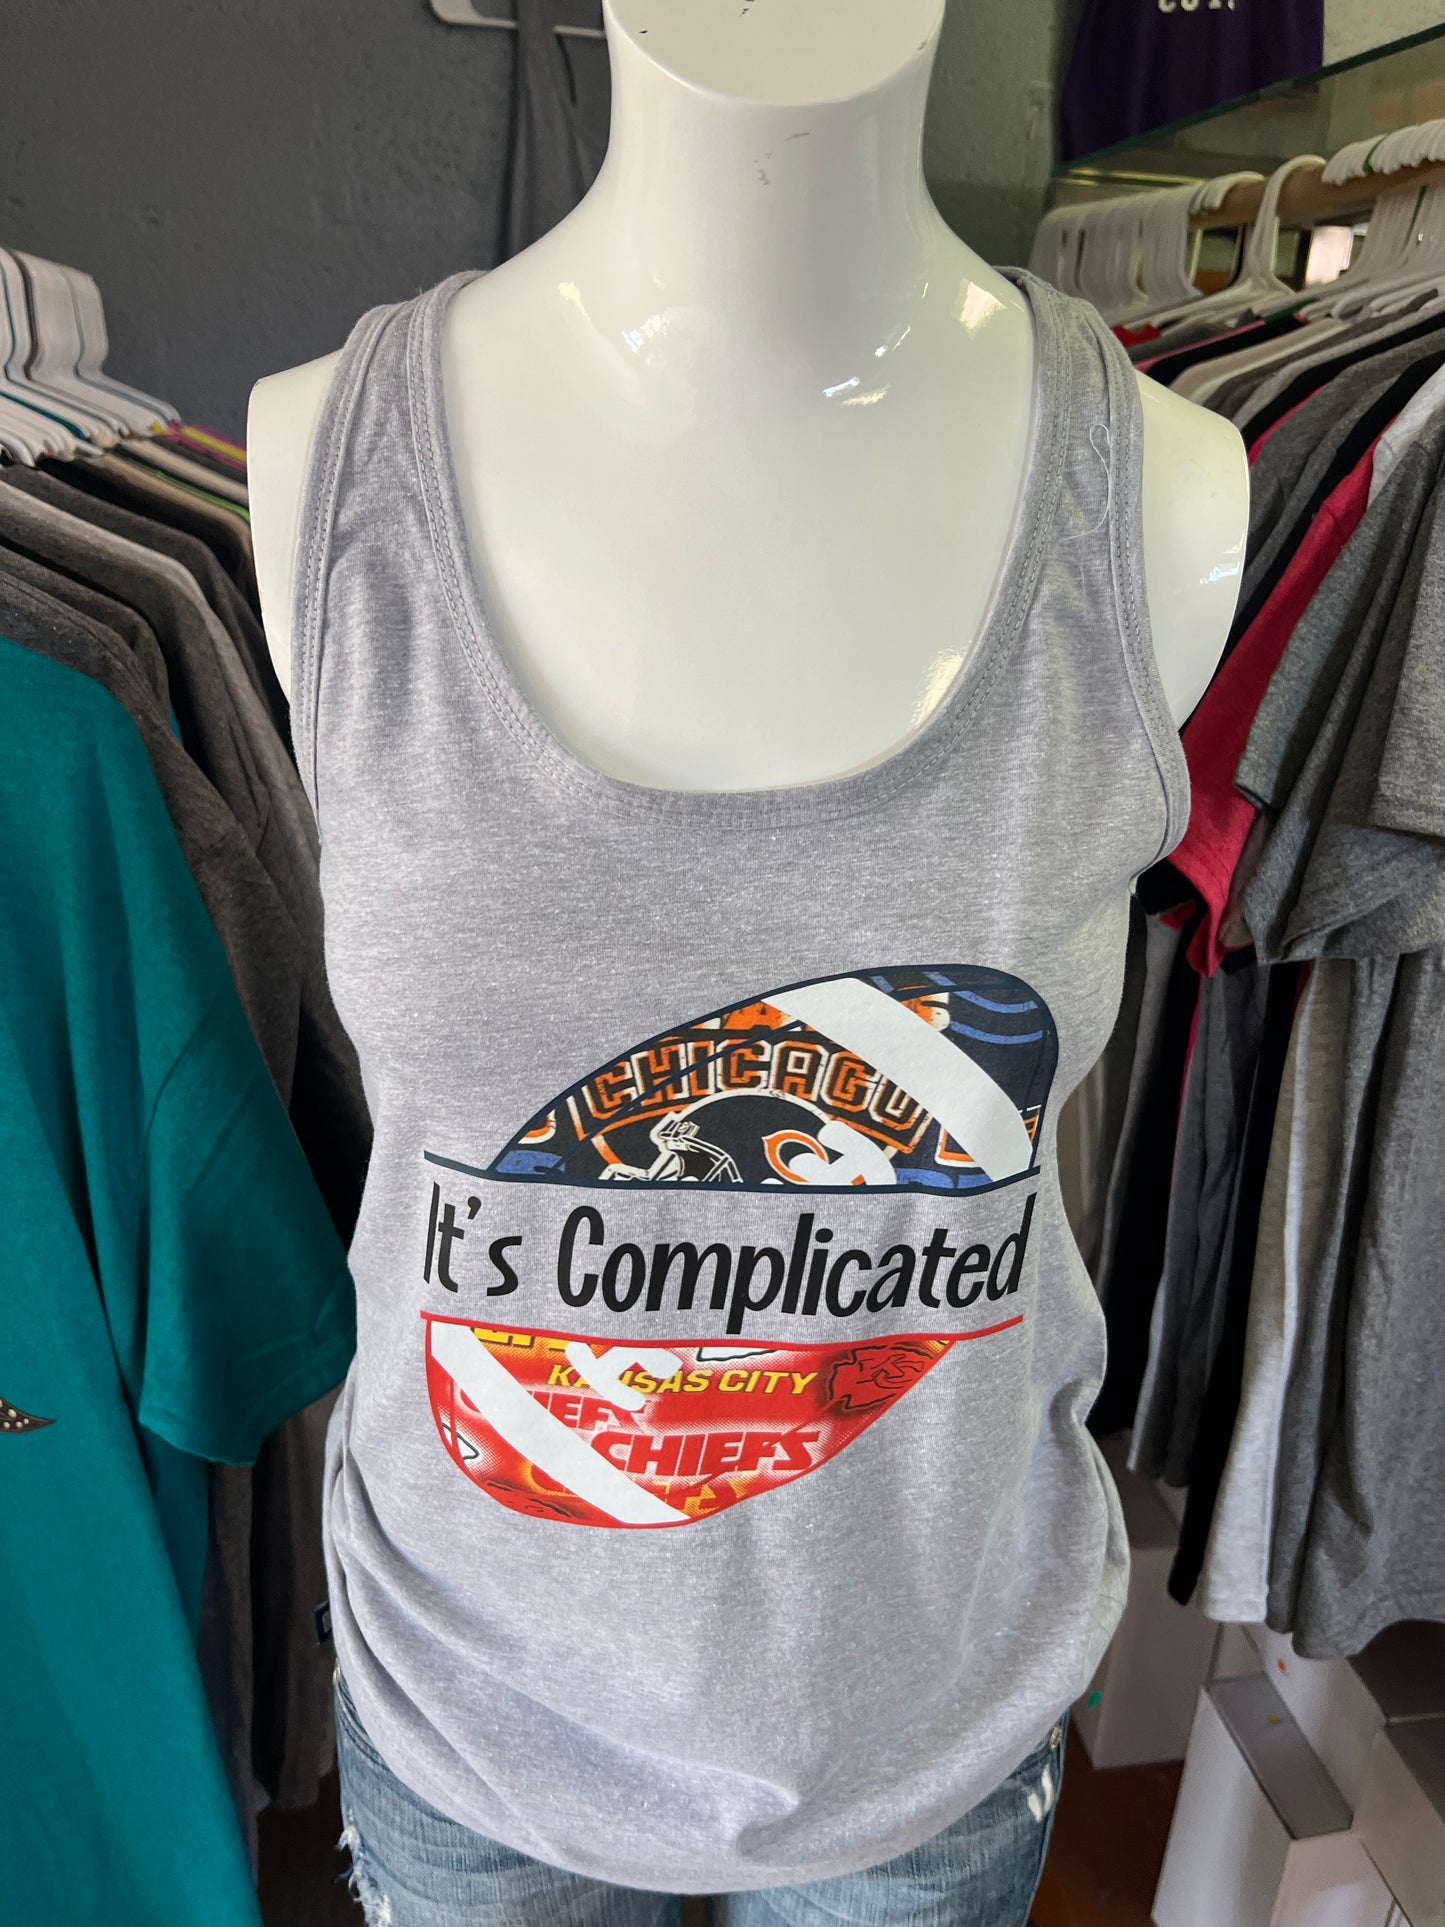 CHICAGO
It's Complicated
KANSAS CITY
CHIEFS
CHIEFS